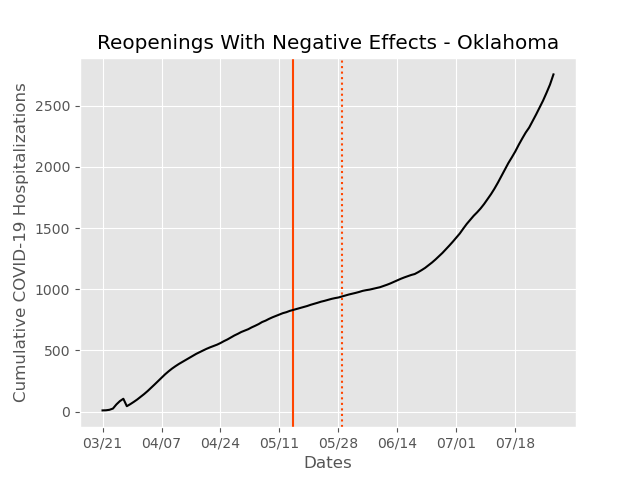 Reopenings With Negative Effects - Oklahoma
Cumulative COVID-19 Hospitalizations
2500
2000
1500
1000
500
0
03/21 04/07 04/24 05/11 05/28 06/14 07/01 07/18
Dates